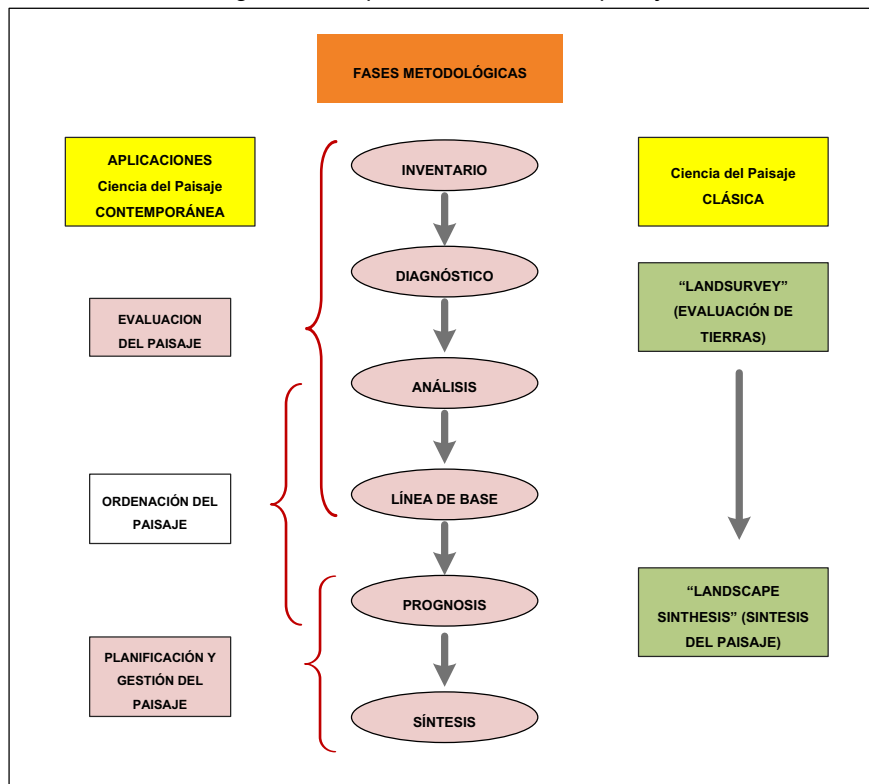 FASES METODOLÓGICAS
APLICACIONES
Ciencia del Paisaje
CONTEMPORÁNEA
INVENTARIO
Ciencia del Paisaje
CLÁSICA
DIAGNÓSTICO
“LANDSURVEY”
(EVALUACIÓN DE
TIERRAS)
EVALUACION
DEL PAISAJE
ANÁLISIS
ORDENACIÓN DEL
PAISAJE
LÍNEA DE BASE
PROGNOSIS
“LANDSCAPE
SINTHESIS” (SINTESIS
DEL PAISAJE)
PLANIFICACIÓN Y
GESTIÓN DEL
PAISAJE
SÍNTESIS